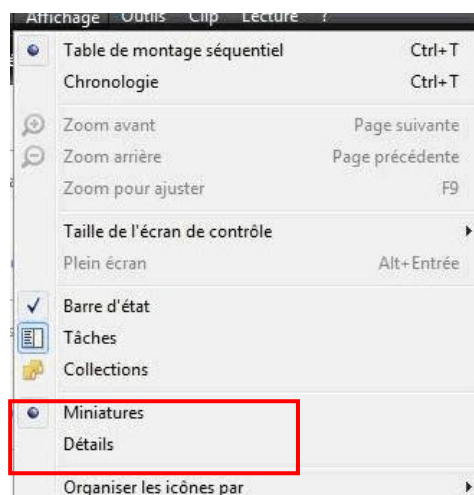 Affichage Outils Clip Lecture ?
Table de montage séquentiel Ctrl+T
Chronologie Ctrl+T
Zoom avant Page suivante
Zoom arrière Page précédente
Zoom pour ajuster F9
Taille de l'écran de contrôle
Plein écran Alt+Entrée
Barre d'état
Tâches
Collections
Miniatures
Détails
Organiser les icônes par